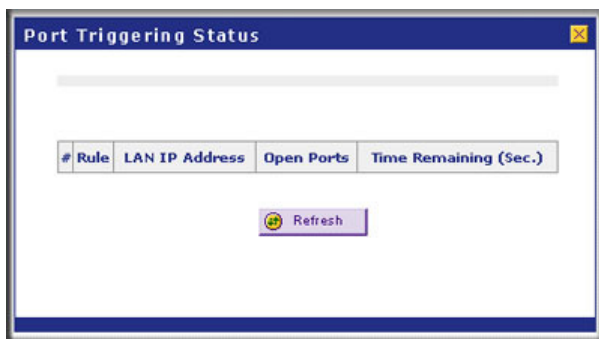 Port Triggering Status
# Rule LAN IP Address Open Ports Time Remaining (Sec.)
Refresh